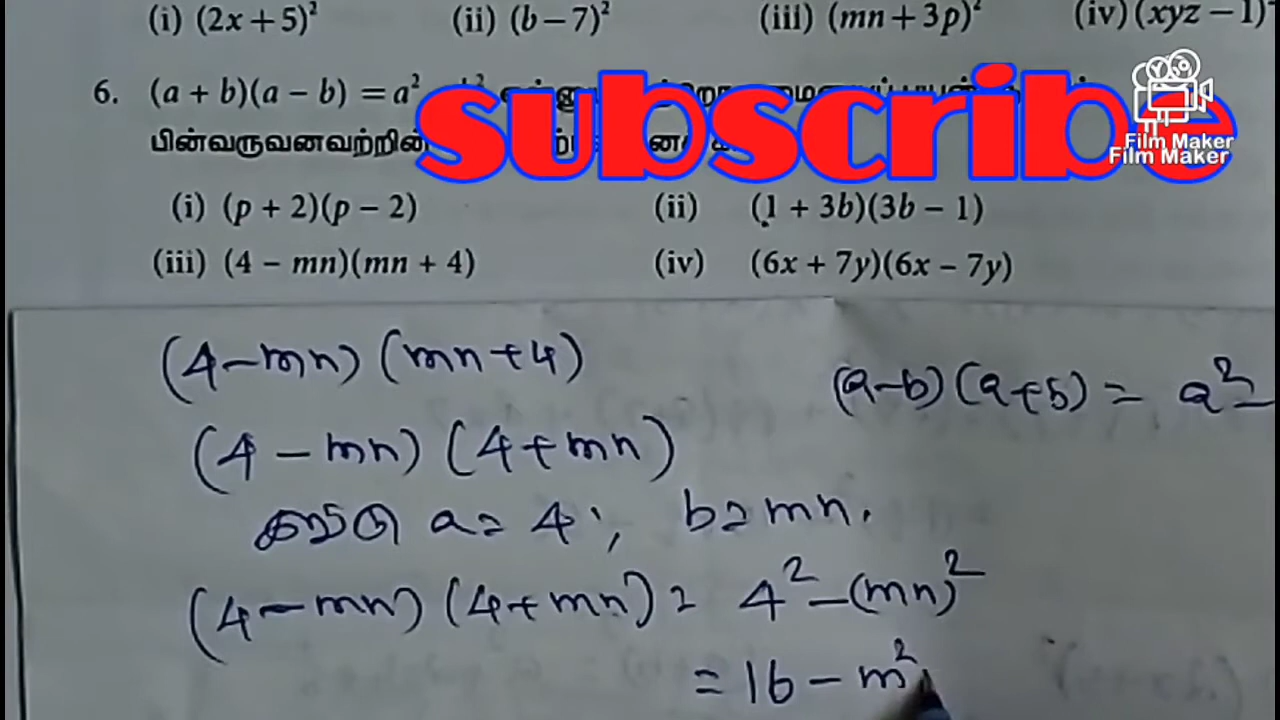 (i) (2x + 5)² (ii) (b − 7)² (iii) (mn + 3p)² (iv) (xyz − 1)²
6. (a + b)(a − b) = a²
subscribe
Film Maker
Film Maker
பின்வருவனவற்றின்
(i) (p + 2)(p − 2) (ii) (1 + 3b)(3b − 1)
(iii) (4 − mn)(mn + 4) (iv) (6x + 7y)(6x − 7y)
(4 − mn) (mn + 4)
(a − b) (a + b) = a² −
(4 − mn) (4 + mn)
a = 4 ; b = mn.
(4 − mn) (4 + mn) = 4² − (mn)²
= 16 − m²